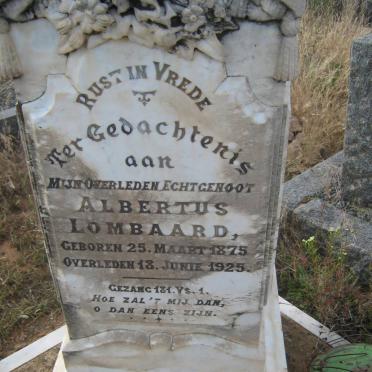 RUST IN VREDE
Ter Gedachtenis
aan
MIJN OVERLEDEN ECHTGENOOT
ALBERTUS
LOMBAARD,
GEBOREN 25. MAART 1875
OVERLEDEN 18. JUNIE 1925.
GEZANG 181. VS. 1.
HOE ZAL 'T MIJ DAN,
O DAN EENS ZIJN.